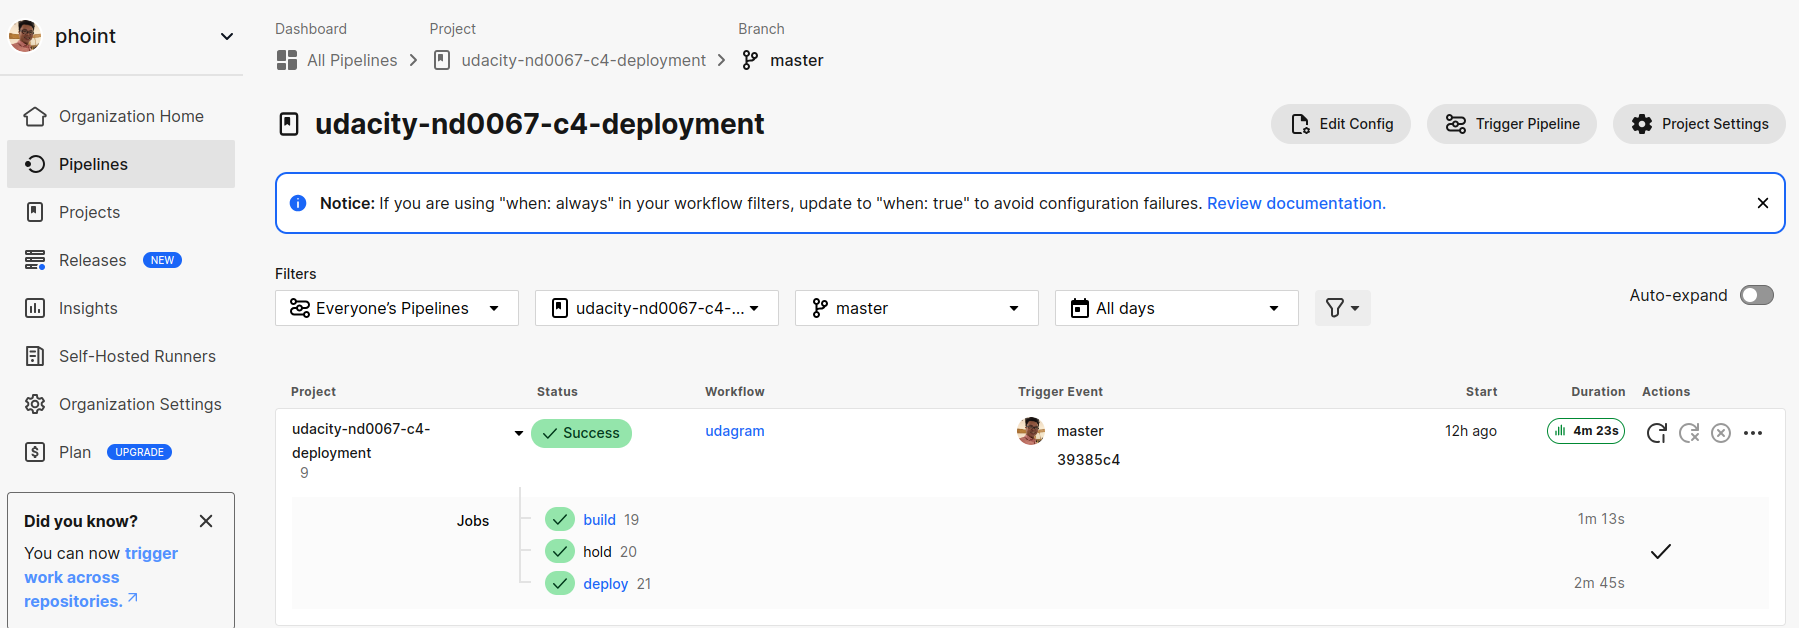 phoint
Dashboard
Project
Branch
All Pipelines
udacity-nd0067-c4-deployment
master
Organization Home
Pipelines
Projects
Releases NEW
Insights
Self-Hosted Runners
Organization Settings
Plan UPGRADE
Did you know?
You can now trigger
work across
repositories.
udacity-nd0067-c4-deployment
Edit Config
Trigger Pipeline
Project Settings
Notice: If you are using "when: always" in your workflow filters, update to "when: true" to avoid configuration failures. Review documentation.
Filters
Everyone’s Pipelines
udacity-nd0067-c4-...
master
All days
Auto-expand
Project Status Workflow Trigger Event Start Duration Actions
udacity-nd0067-c4-
deployment
9
Success
udagram
master
39385c4
12h ago
4m 23s
Jobs
build 19 1m 13s
hold 20
deploy 21 2m 45s